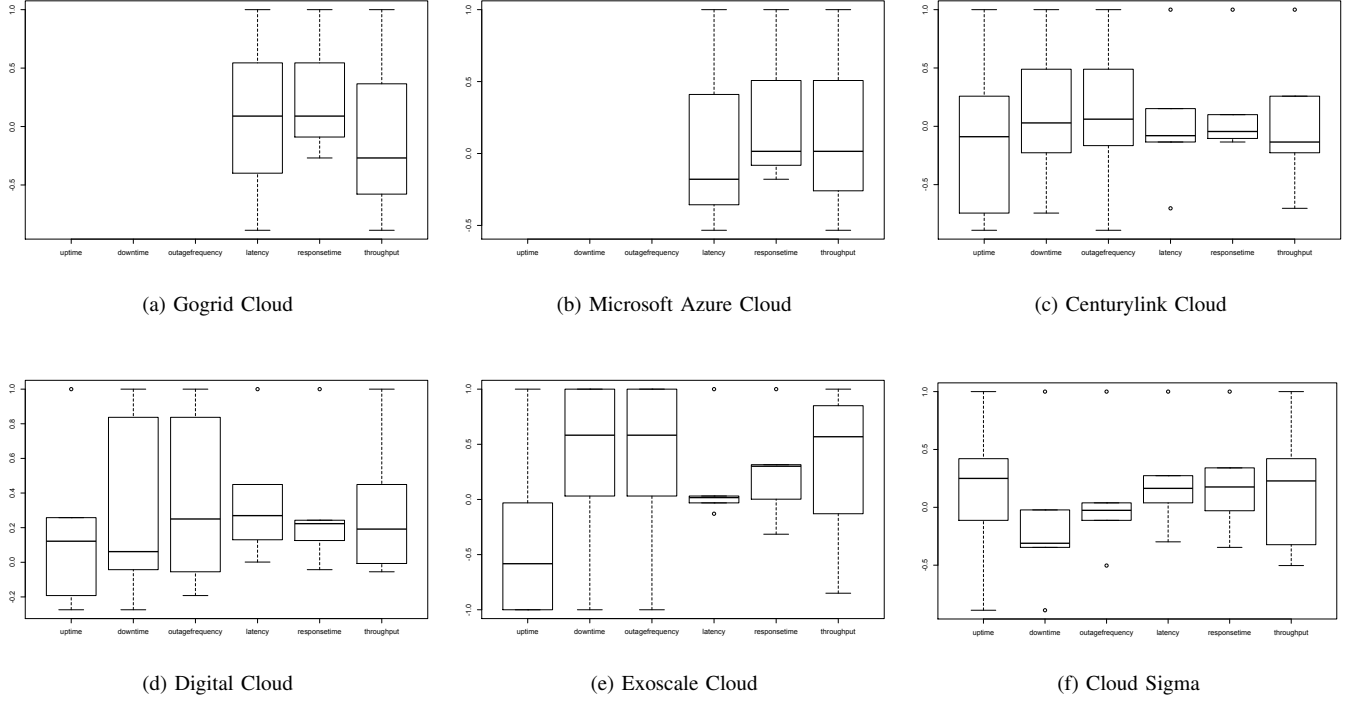 1.0
0.5
0.0
-0.5
uptime downtime outagefrequency latency responsetime throughput
(a) Gogrid Cloud
1.0
0.5
0.0
-0.5
uptime downtime outagefrequency latency responsetime throughput
(b) Microsoft Azure Cloud
1.0
0.5
0.0
-0.5
uptime downtime outagefrequency latency responsetime throughput
(c) Centurylink Cloud
1.0
0.8
0.6
0.4
0.2
0.0
-0.2
uptime downtime outagefrequency latency responsetime throughput
(d) Digital Cloud
1.0
0.5
0.0
-0.5
-1.0
uptime downtime outagefrequency latency responsetime throughput
(e) Exoscale Cloud
1.0
0.5
0.0
-0.5
uptime downtime outagefrequency latency responsetime throughput
(f) Cloud Sigma